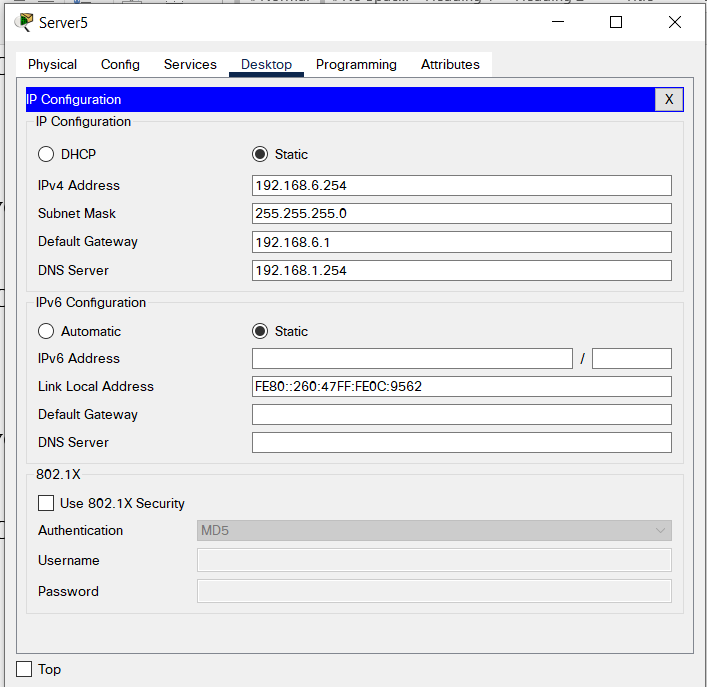 Server5
Physical Config Services Desktop Programming Attributes
IP Configuration X
IP Configuration
DHCP Static
IPv4 Address 192.168.6.254
Subnet Mask 255.255.255.0
Default Gateway 192.168.6.1
DNS Server 192.168.1.254
IPv6 Configuration
Automatic Static
IPv6 Address /
Link Local Address FE80::260:47FF:FE0C:9562
Default Gateway
DNS Server
802.1X
Use 802.1X Security
Authentication MD5
Username
Password
Top